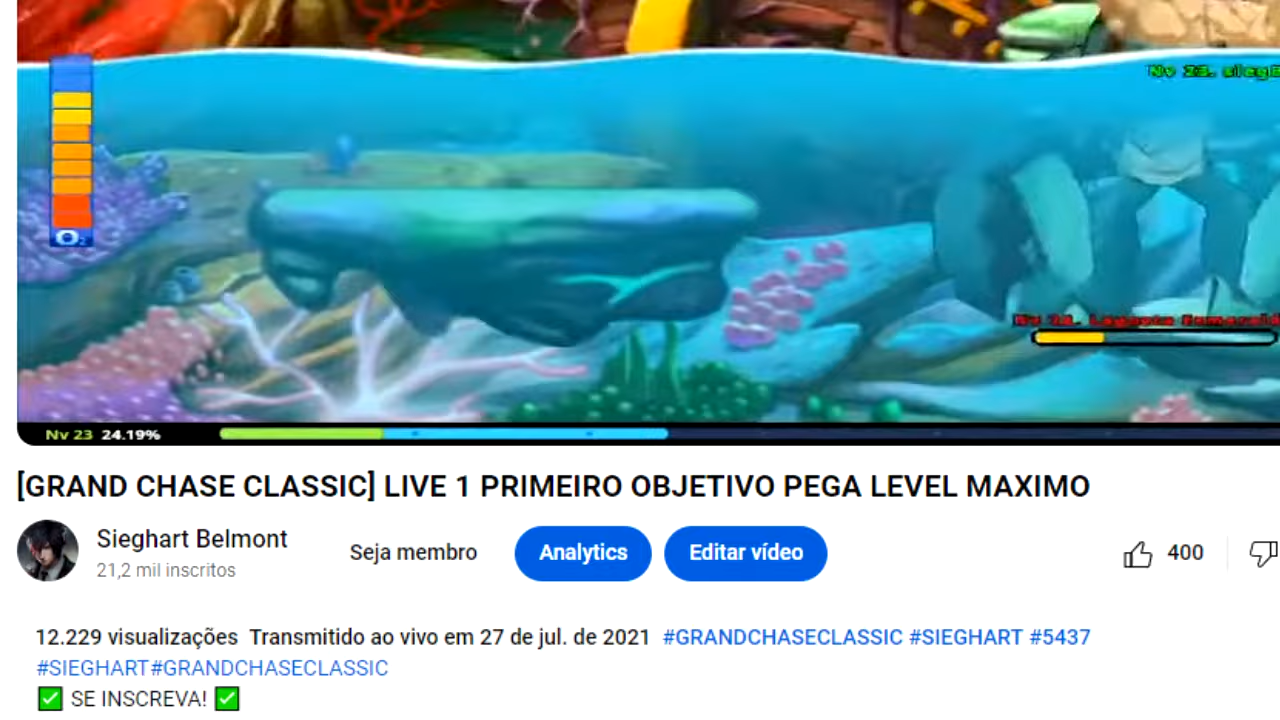 O₂
Nv 23 24.19%
[GRAND CHASE CLASSIC] LIVE 1 PRIMEIRO OBJETIVO PEGA LEVEL MAXIMO
Sieghart Belmont
21,2 mil inscritos
Seja membro
Analytics
Editar vídeo
400
12.229 visualizações Transmitido ao vivo em 27 de jul. de 2021 #GRANDCHASECLASSIC #SIEGHART #5437
#SIEGHART#GRANDCHASECLASSIC
✅ SE INSCREVA! ✅